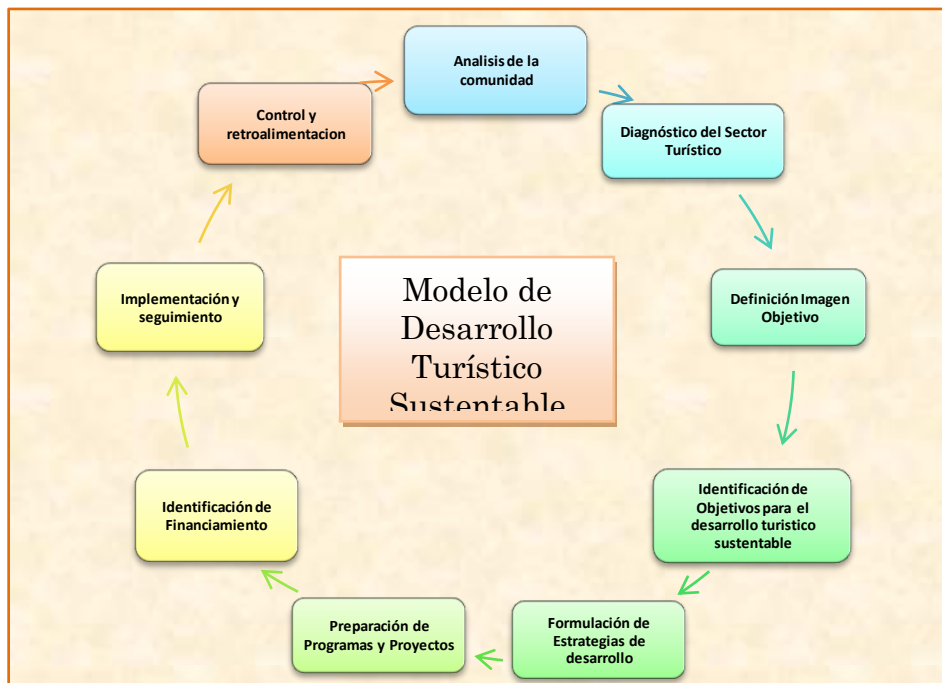 Analisis de la
comunidad
Diagnóstico del Sector
Turístico
Definición Imagen
Objetivo
Identificación de
Objetivos para el
desarrollo turistico
sustentable
Formulación de
Estrategias de
desarrollo
Preparación de
Programas y Proyectos
Identificación de
Financiamiento
Implementación y
seguimiento
Control y
retroalimentacion
Modelo de
Desarrollo
Turístico
Sustentable